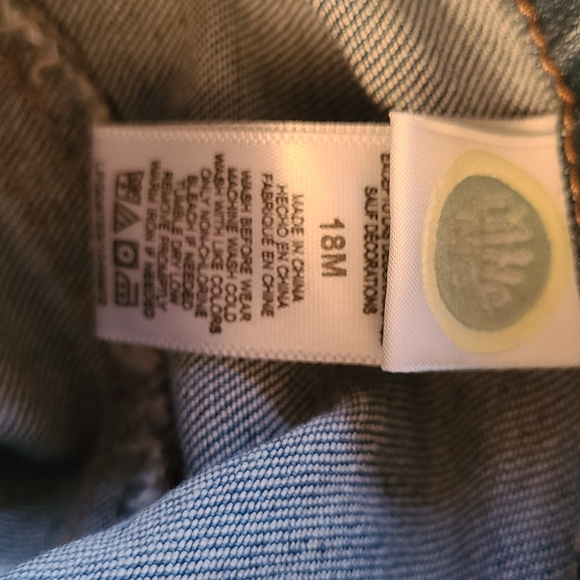 SAUF DÉCORATIONS
18M
MADE IN CHINA
HECHO EN CHINA
FABRIQUÉ EN CHINE
WASH BEFORE WEAR
MACHINE WASH COLD
WASH WITH LIKE COLORS
ONLY NON-CHLORINE
BLEACH IF NEEDED
TUMBLE DRY LOW
REMOVE PROMPTLY
WARM IRON IF NEEDED